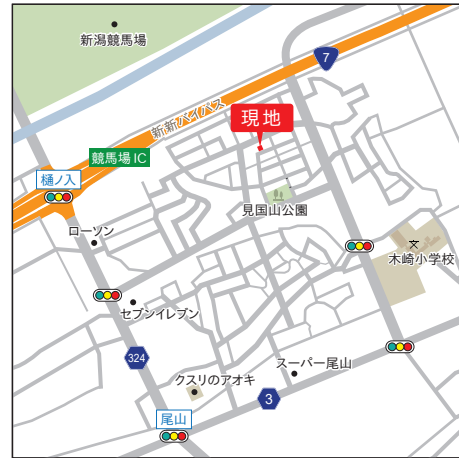 新潟競馬場
7
新新バイパス
現地
競馬場IC
樋ノ入
見国山公園
ローソン
木崎小学校
セブンイレブン
324
スーパー尾山
クスリのアオキ
3
尾山